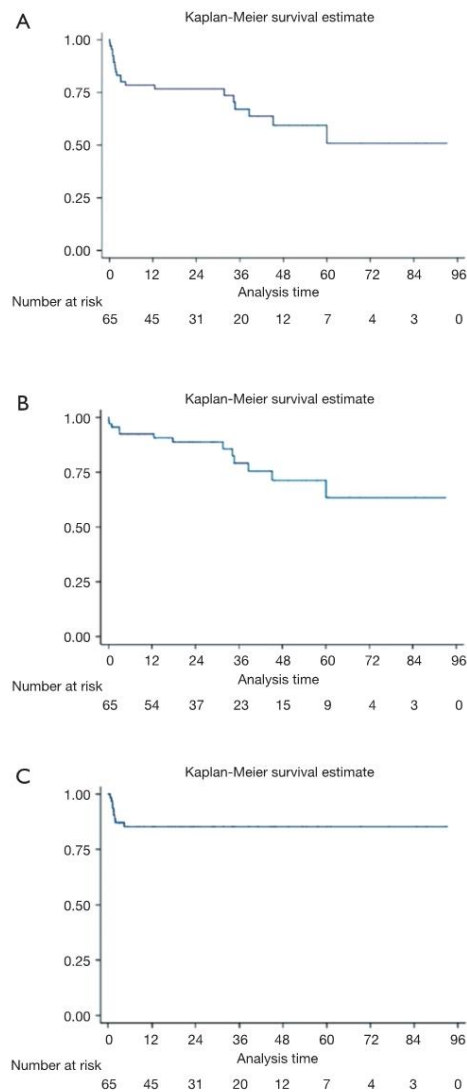 A
Kaplan-Meier survival estimate
1.00
0.75
0.50
0.25
0.00
0 12 24 36 48 60 72 84 96
Analysis time
Number at risk
65 45 31 20 12 7 4 3 0
B
Kaplan-Meier survival estimate
1.00
0.75
0.50
0.25
0.00
0 12 24 36 48 60 72 84 96
Analysis time
Number at risk
65 54 37 23 15 9 4 3 0
C
Kaplan-Meier survival estimate
1.00
0.75
0.50
0.25
0.00
0 12 24 36 48 60 72 84 96
Analysis time
Number at risk
65 45 31 20 12 7 4 3 0